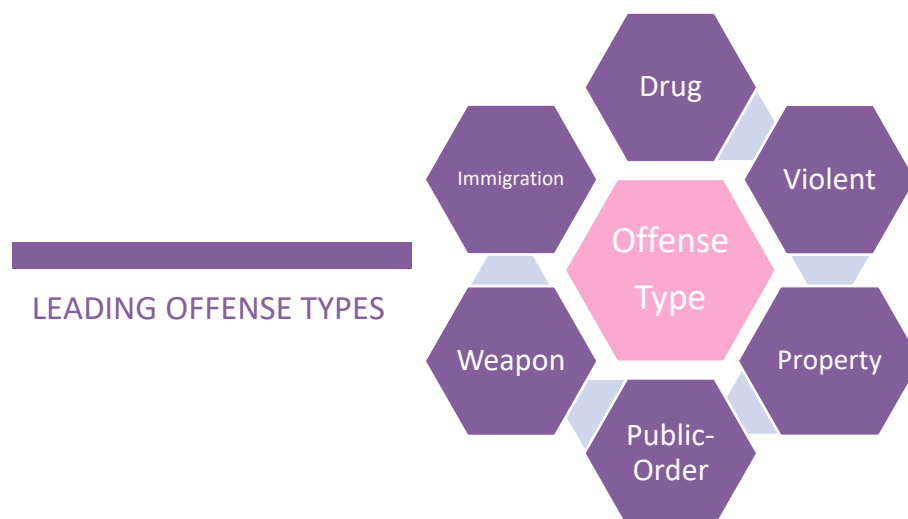 LEADING OFFENSE TYPES
Offense
Type
Drug
Violent
Property
Public-
Order
Weapon
Immigration